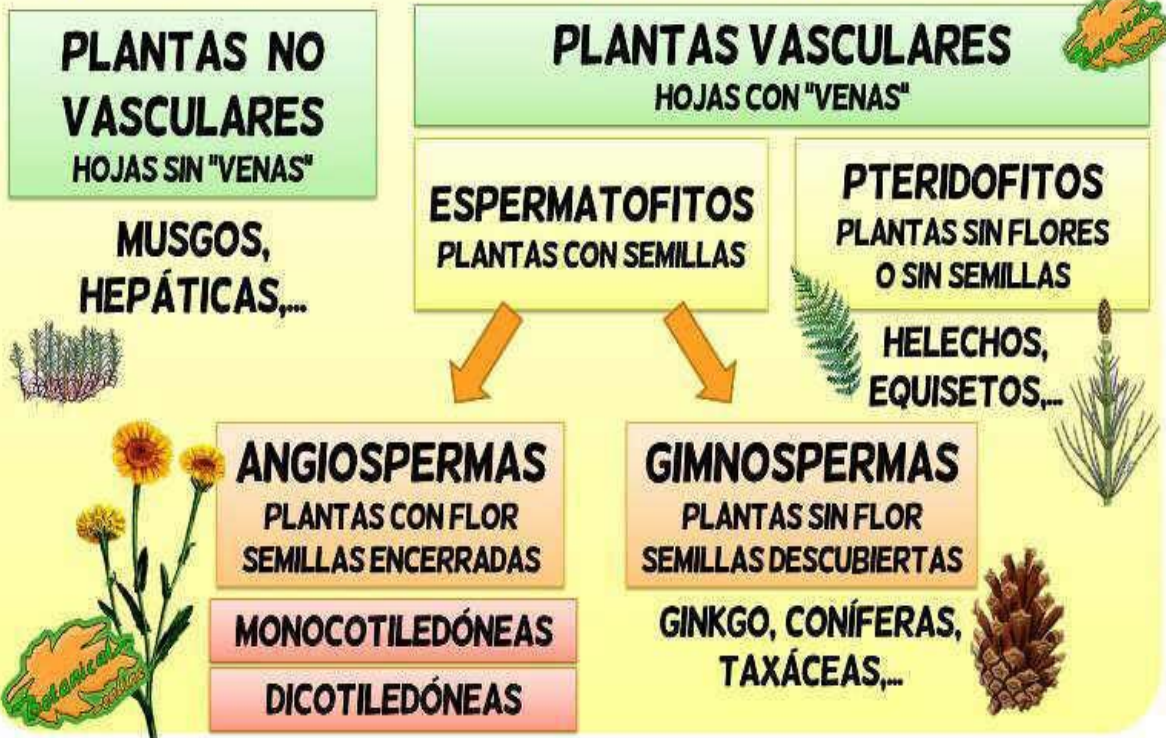 PLANTAS NO
VASCULARES
HOJAS SIN "VENAS"
MUSGOS,
HEPÁTICAS,...
PLANTAS VASCULARES
HOJAS CON "VENAS"
ESPERMATOFITOS
PLANTAS CON SEMILLAS
PTERIDOFITOS
PLANTAS SIN FLORES
O SIN SEMILLAS
HELECHOS,
EQUISETOS,...
ANGIOSPERMAS
PLANTAS CON FLOR
SEMILLAS ENCERRADAS
MONOCOTILEDÓNEAS
DICOTILEDÓNEAS
GIMNOSPERMAS
PLANTAS SIN FLOR
SEMILLAS DESCUBIERTAS
GINKGO, CONÍFERAS,
TAXÁCEAS,...